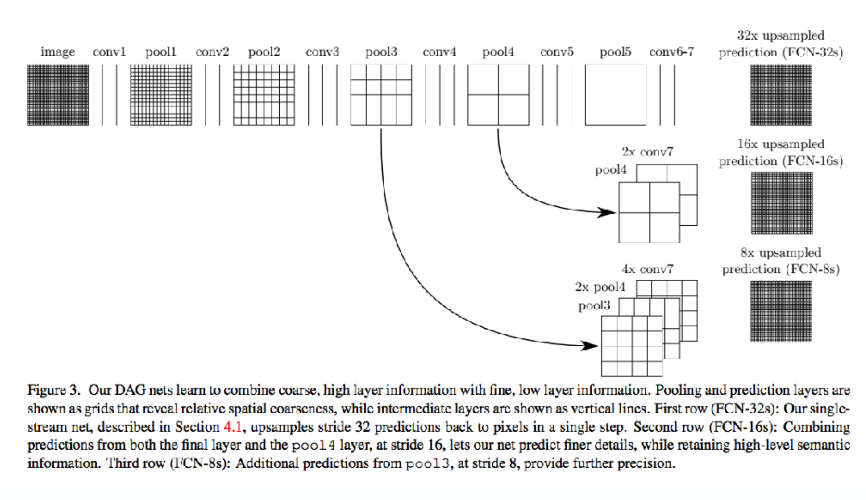 image conv1 pool1 conv2 pool2 conv3 pool3 conv4 pool4 conv5 pool5 conv6-7
32x upsampled
prediction (FCN-32s)
16x upsampled
prediction (FCN-16s)
2x conv7
pool4
8x upsampled
prediction (FCN-8s)
4x conv7
2x pool4
pool3
Figure 3. Our DAG nets learn to combine coarse, high layer information with fine, low layer information. Pooling and prediction layers are
shown as grids that reveal relative spatial coarseness, while intermediate layers are shown as vertical lines. First row (FCN-32s): Our single-
stream net, described in Section 4.1, upsamples stride 32 predictions back to pixels in a single step. Second row (FCN-16s): Combining
predictions from both the final layer and the pool4 layer, at stride 16, lets our net predict finer details, while retaining high-level semantic
information. Third row (FCN-8s): Additional predictions from pool3, at stride 8, provide further precision.